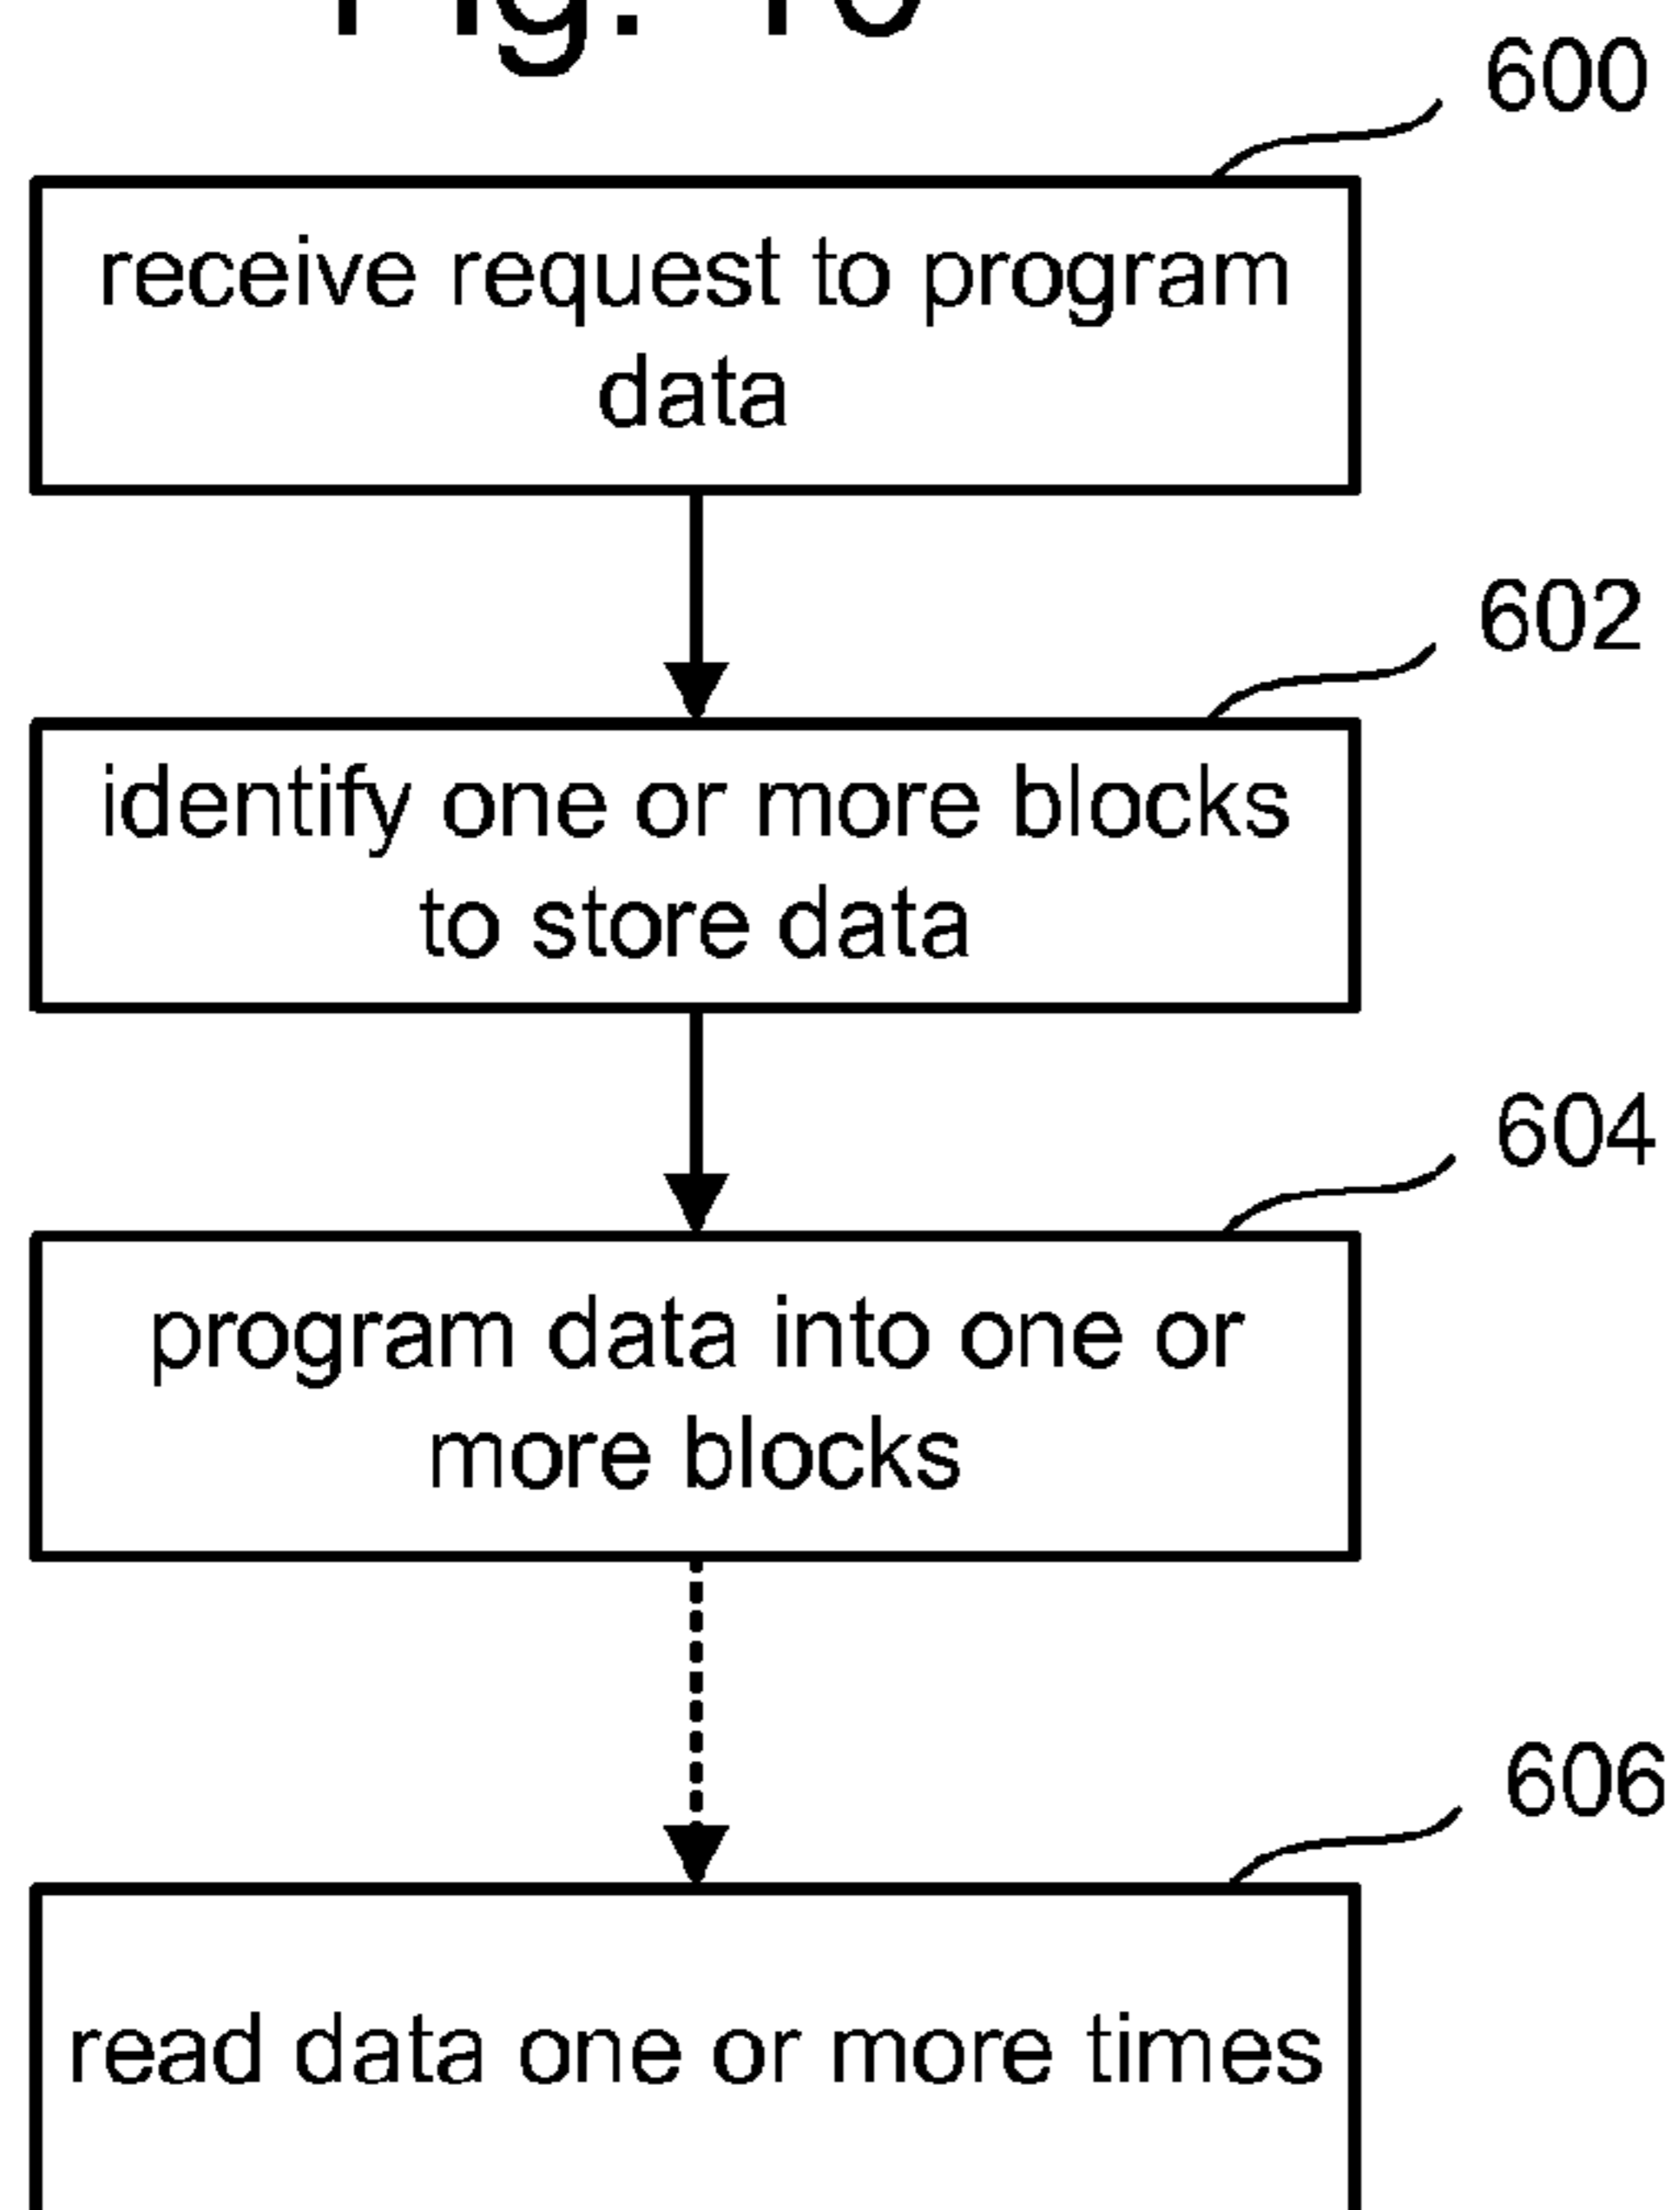 600
receive request to program
data
602
identify one or more blocks
to store data
604
program data into one or
more blocks
606
read data one or more times